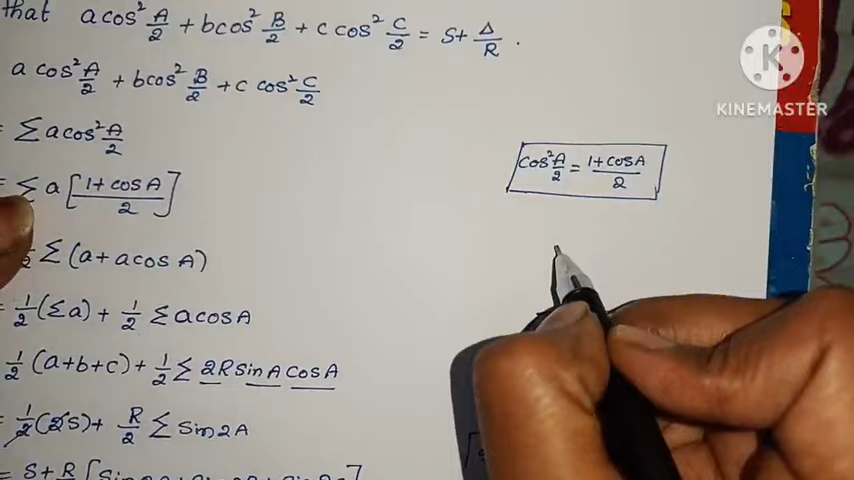 that a cos² A/2 + b cos² B/2 + c cos² C/2 = S + Δ/R .
a cos² A/2 + b cos² B/2 + c cos² C/2
= Σ a cos² A/2
= Σ a [ (1 + cos A)/2 ]
cos² A/2 = (1 + cos A)/2
Σ (a + a cos A)
= 1/2 (Σa) + 1/2 Σ a cos A
1/2 (a+b+c) + 1/2 Σ 2R sin A cos A
= 1/2 (2S) + R/2 Σ sin 2A
= S + R
K
KINEMASTER